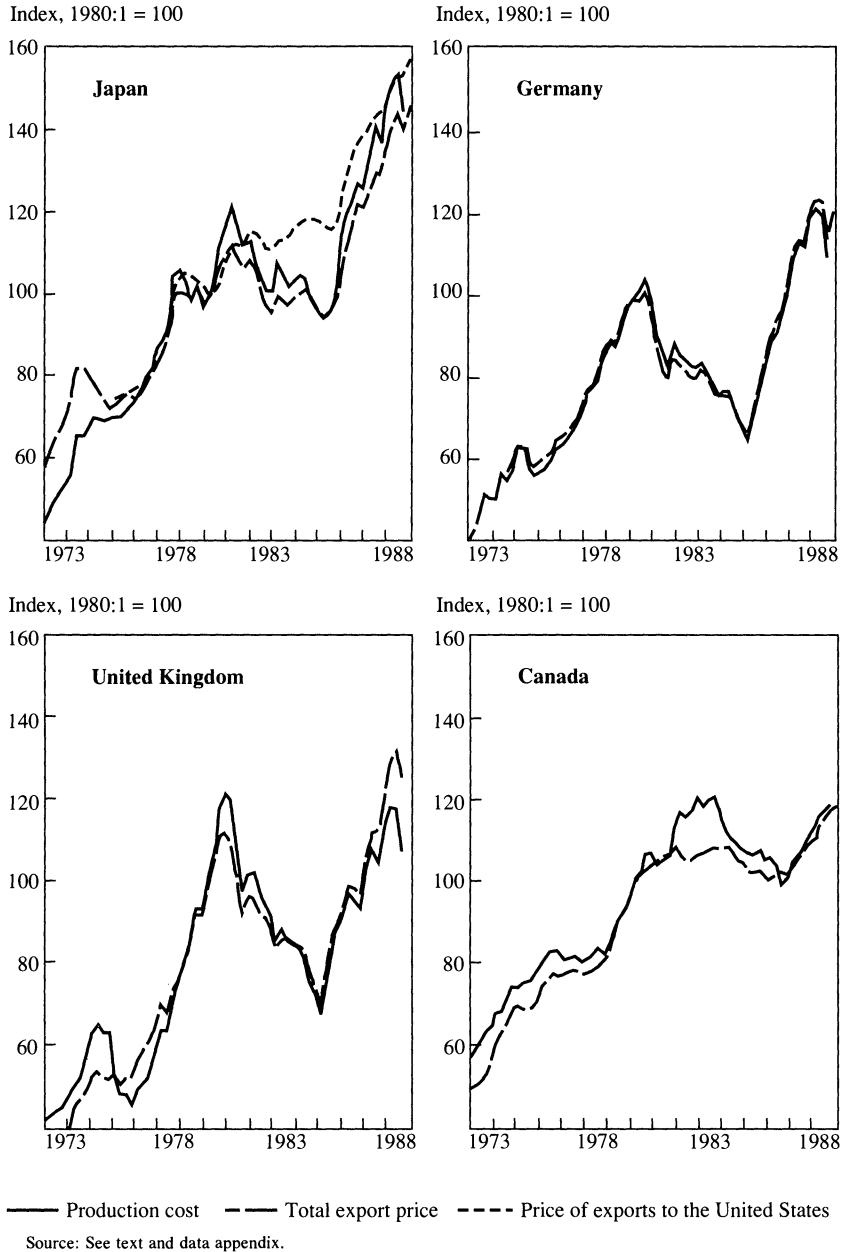 Index, 1980:1 = 100
Index, 1980:1 = 100
Japan
160
140
120
100
80
60
1973 1978 1983 1988
Germany
160
140
120
100
80
60
1973 1978 1983 1988
Index, 1980:1 = 100
Index, 1980:1 = 100
United Kingdom
160
140
120
100
80
60
1973 1978 1983 1988
Canada
160
140
120
100
80
60
1973 1978 1983 1988
Production cost Total export price Price of exports to the United States
Source: See text and data appendix.